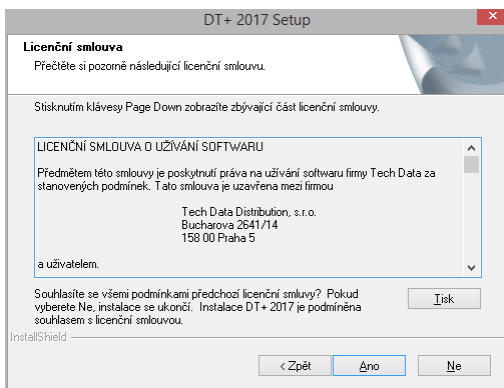 DT+ 2017 Setup
Licenční smlouva
Přečtěte si pozorně následující licenční smlouvu.
Stisknutím klávesy Page Down zobrazíte zbývající část licenční smlouvy.
LICENČNÍ SMLOUVA O UŽÍVÁNÍ SOFTWARU
Předmětem této smlouvy je poskytnutí práva na užívání softwaru firmy Tech Data za
stanovených podmínek. Tato smlouva je uzavřena mezi firmou
Tech Data Distribution, s.r.o.
Bucharova 2641/14
158 00 Praha 5
a uživatelem.
Souhlasíte se všemi podmínkami předchozí licenční smluvy? Pokud
vyberete Ne, instalace se ukončí. Instalace DT+ 2017 je podmíněna
souhlasem s licenční smlouvou.
Tisk
InstallShield
< Zpět
Ano
Ne